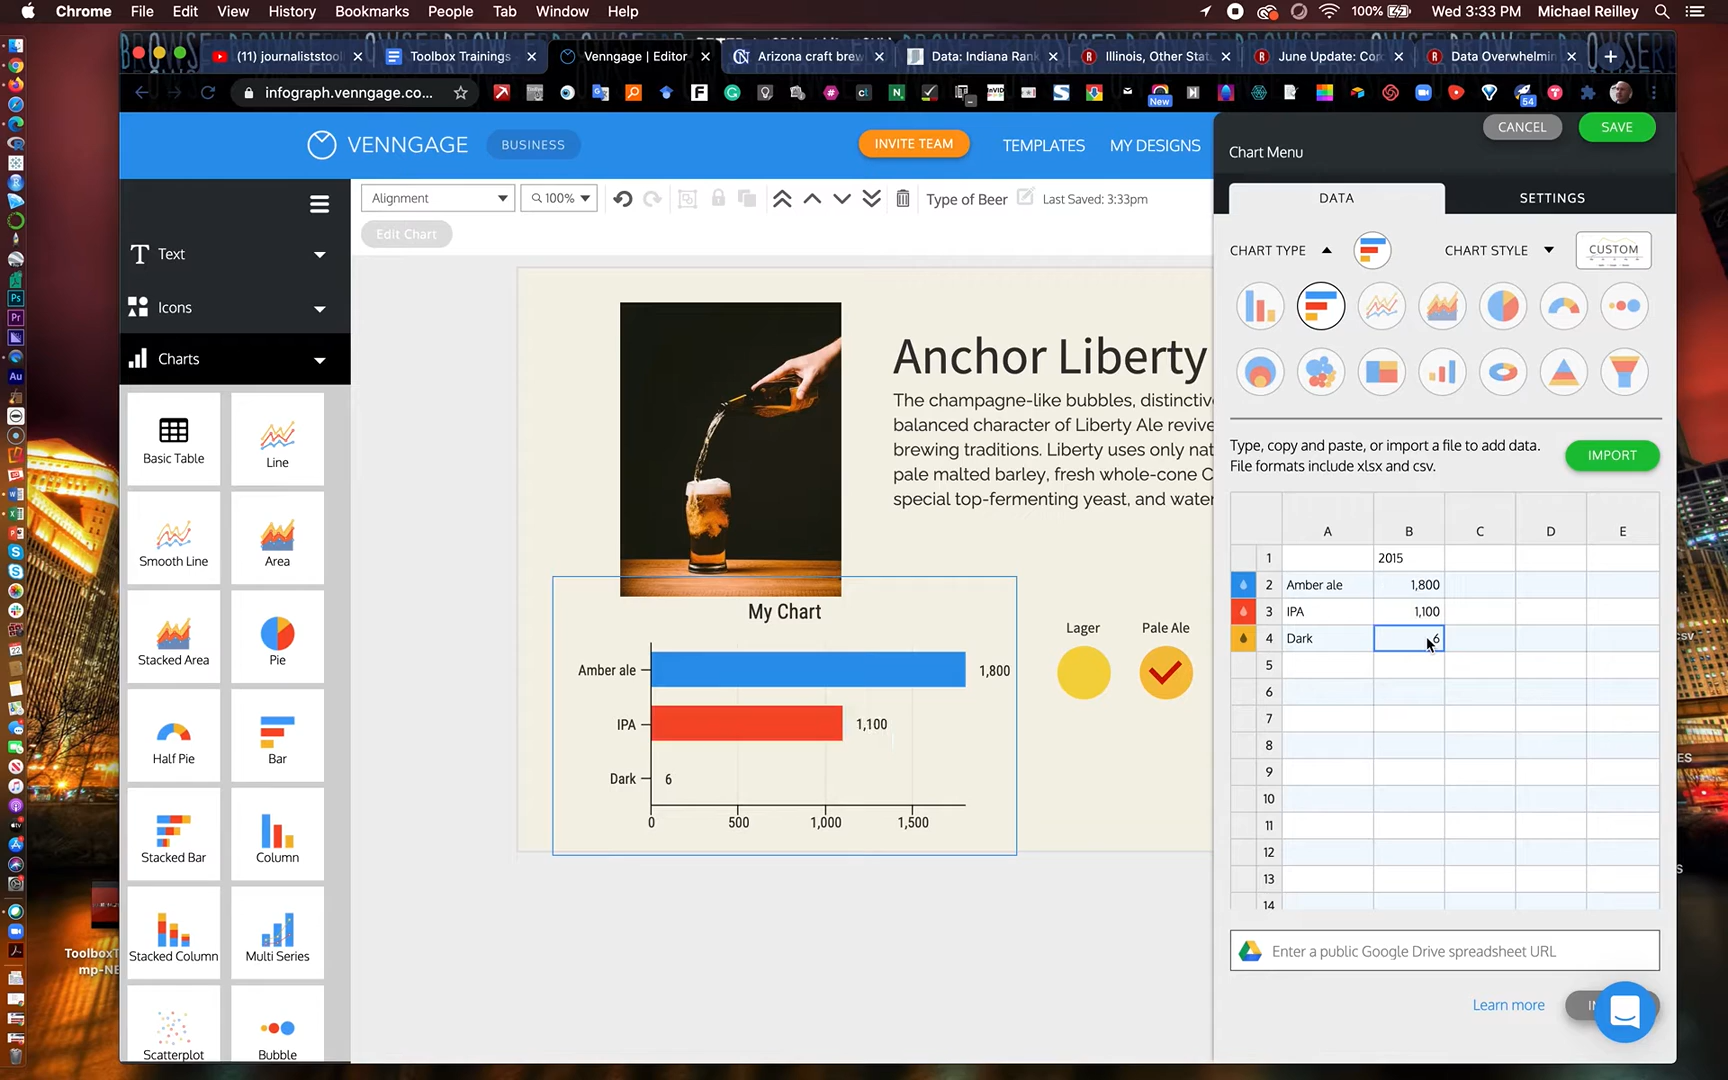 Chrome File Edit View History Bookmarks People Tab Window Help 100% Wed 3:33 PM Michael Reilley
(11) journaliststoo
Toolbox Trainings
Venngage | Editor
Arizona craft brew
Data: Indiana Rank
Illinois, Other Stat
June Update: Cor
Data Overwhelmin
infograph.venngage.co...
New
54
VENNGAGE
BUSINESS
INVITE TEAM
TEMPLATES
MY DESIGNS
Chart Menu
CANCEL
SAVE
Alignment
100%
Type of Beer
Last Saved: 3:33pm
Edit Chart
DATA
SETTINGS
Text
Icons
Charts
Basic Table
Line
Smooth Line
Area
Stacked Area
Pie
Half Pie
Bar
Stacked Bar
Column
Stacked Column
Multi Series
Scatterplot
Bubble
Anchor Liberty
The champagne-like bubbles, distinctiv
balanced character of Liberty Ale revive
brewing traditions. Liberty uses only nat
pale malted barley, fresh whole-cone C
special top-fermenting yeast, and water
My Chart
Amber ale 1,800
IPA 1,100
Dark 6
0 500 1,000 1,500
Lager
Pale Ale
CHART TYPE
CHART STYLE
CUSTOM
Type, copy and paste, or import a file to add data.
File formats include xlsx and csv.
IMPORT
A B C D E
1 2015
2 Amber ale 1,800
3 IPA 1,100
4 Dark 6
5
6
7
8
9
10
11
12
13
14
Enter a public Google Drive spreadsheet URL
Learn more
ToolboxT
mp-NE